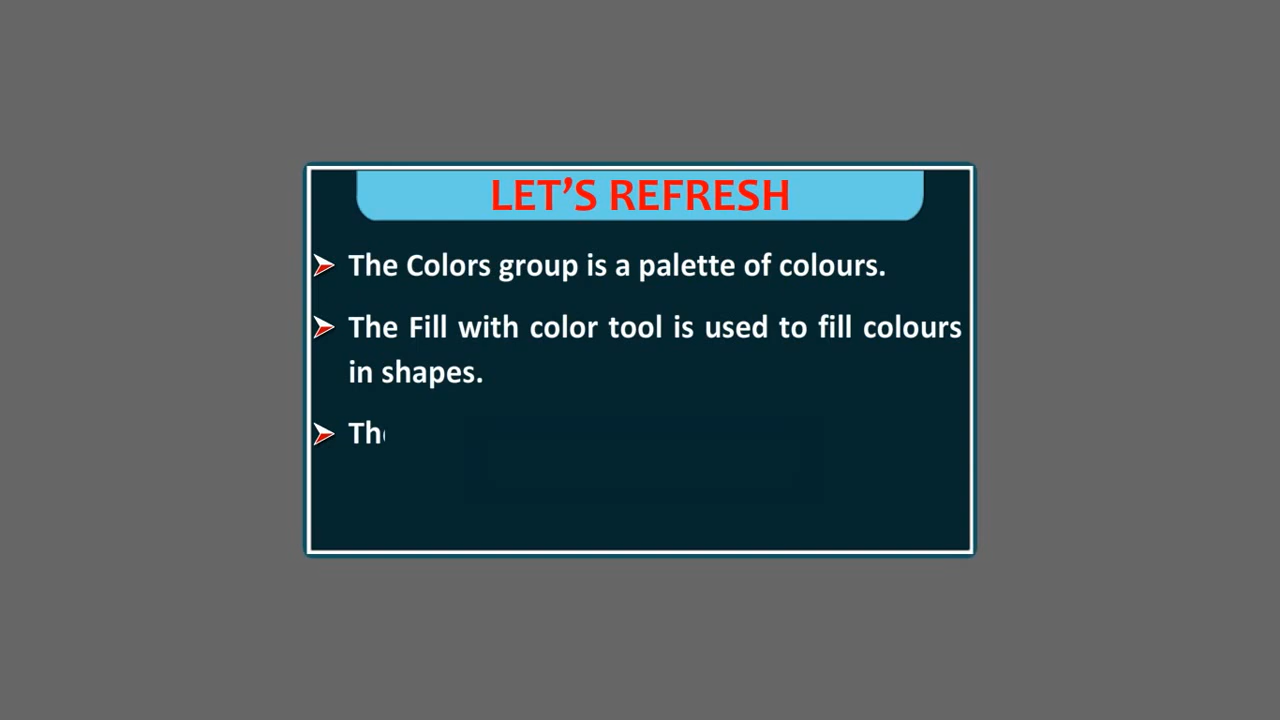 LET'S REFRESH
The Colors group is a palette of colours.
The Fill with color tool is used to fill colours
in shapes.